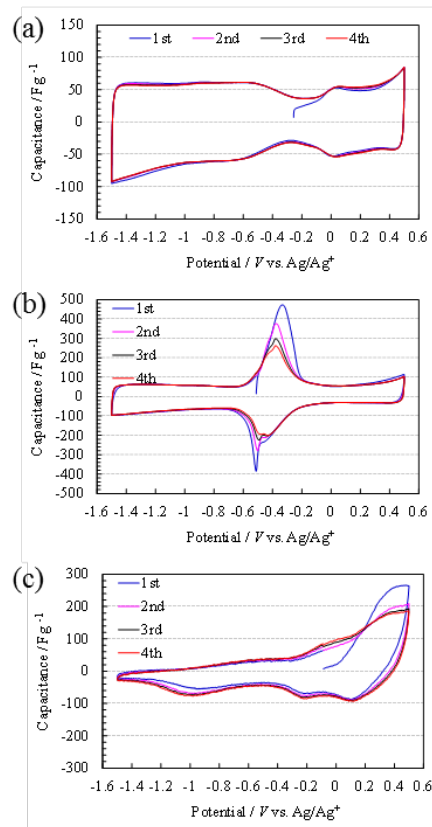 (a)
1st 2nd 3rd 4th
150
100
50
0
-50
-100
-150
Capacitance / Fg⁻¹
-1.6 -1.4 -1.2 -1 -0.8 -0.6 -0.4 -0.2 0 0.2 0.4 0.6
Potential / V vs. Ag/Ag⁺
(b)
1st
2nd
3rd
4th
500
400
300
200
100
0
-100
-200
-300
-400
-500
Capacitance / Fg⁻¹
-1.6 -1.4 -1.2 -1 -0.8 -0.6 -0.4 -0.2 0 0.2 0.4 0.6
Potential / V vs. Ag/Ag⁺
(c)
1st
2nd
3rd
4th
300
200
100
0
-100
-200
-300
Capacitance / Fg⁻¹
-1.6 -1.4 -1.2 -1 -0.8 -0.6 -0.4 -0.2 0 0.2 0.4 0.6
Potential / V vs. Ag/Ag⁺